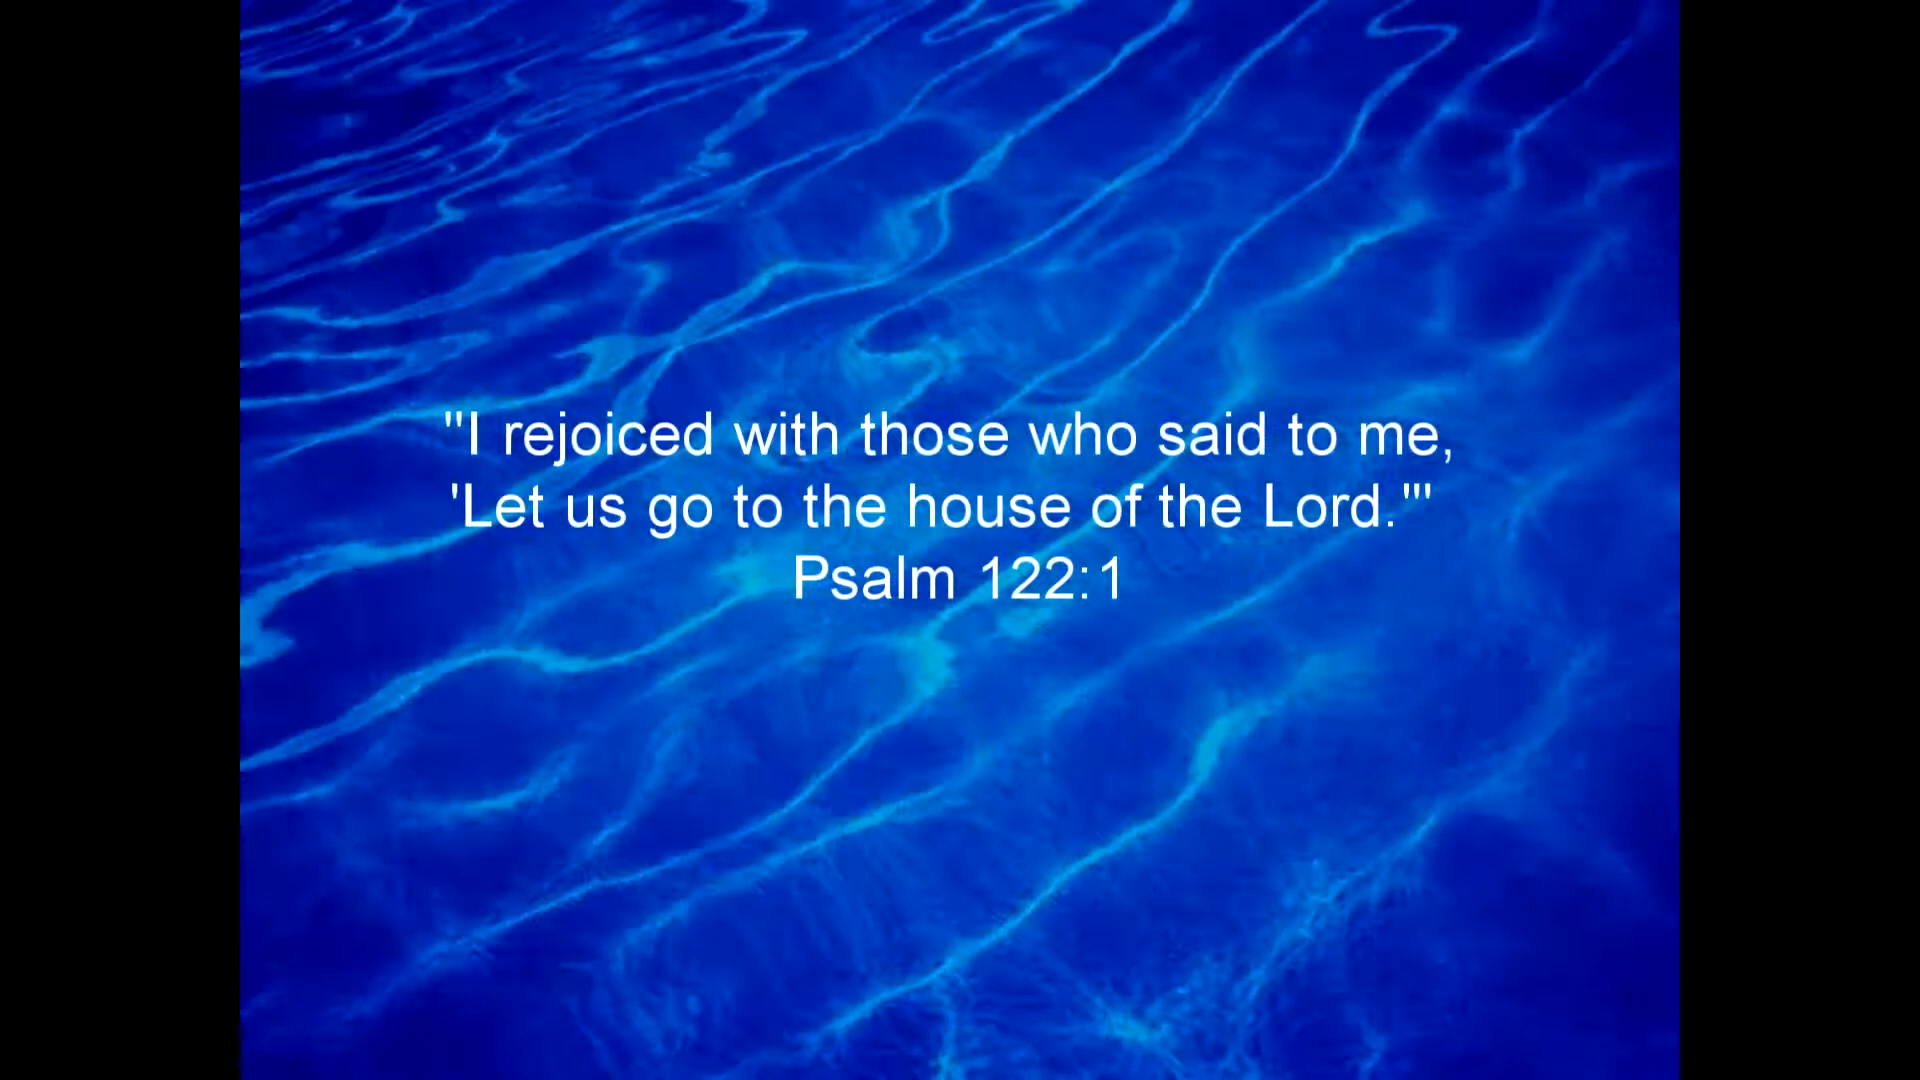 "I rejoiced with those who said to me,
'Let us go to the house of the Lord.'"
Psalm 122:1